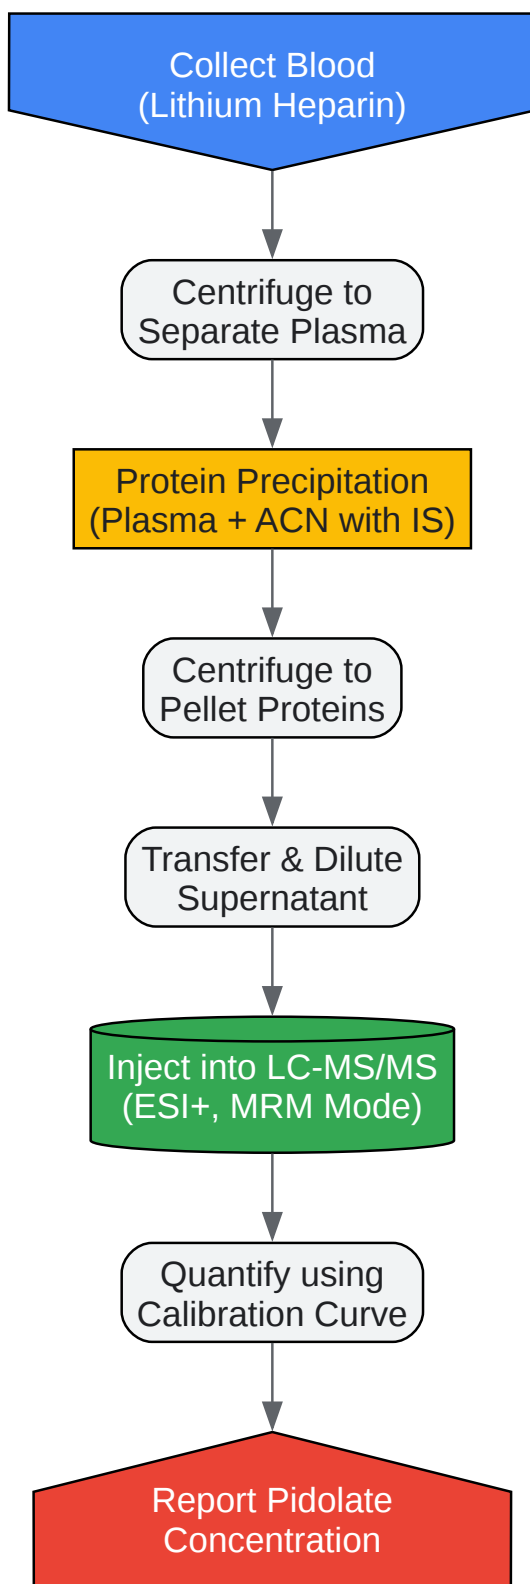 Collect Blood
(Lithium Heparin)
Centrifuge to
Separate Plasma
Protein Precipitation
(Plasma + ACN with IS)
Centrifuge to
Pellet Proteins
Transfer & Dilute
Supernatant
Inject into LC-MS/MS
(ESI+, MRM Mode)
Quantify using
Calibration Curve
Report Pidolate
Concentration